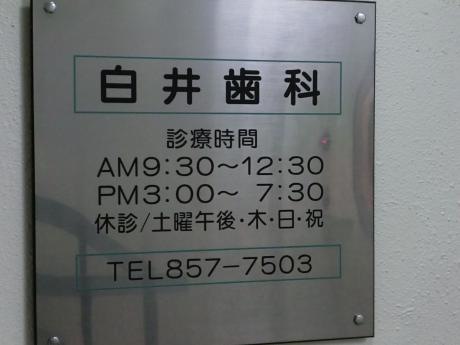 白井歯科
診療時間
AM9:30～12:30
PM3:00～ 7:30
休診/土曜午後・木・日・祝
TEL857-7503